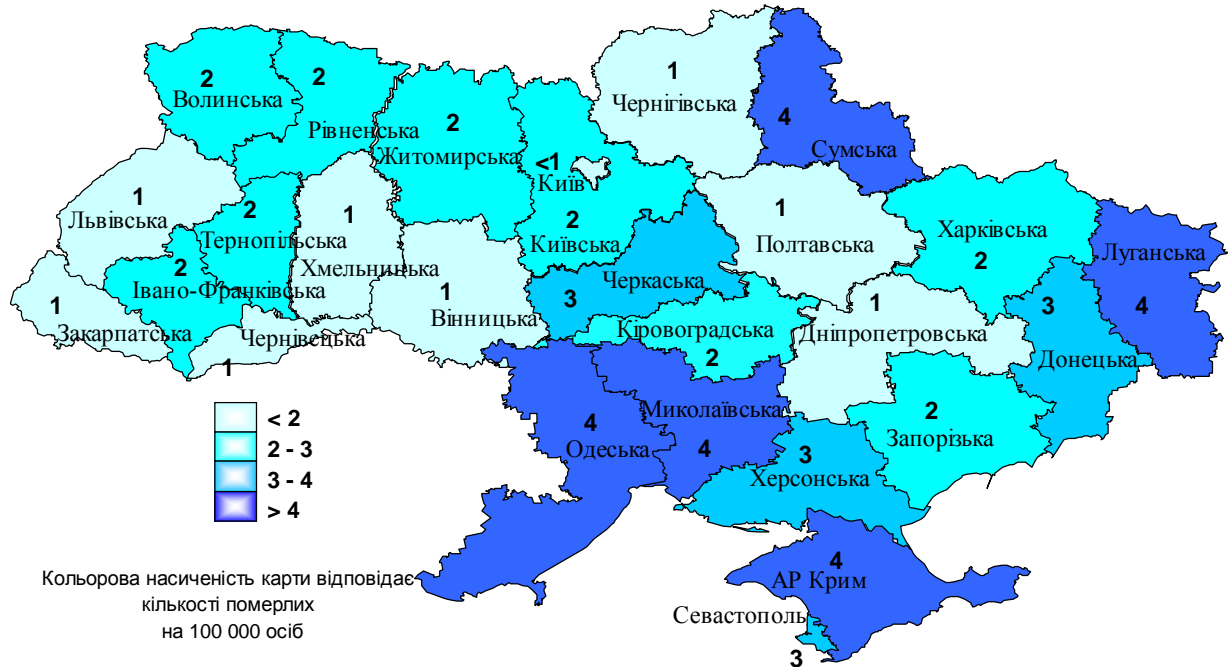 2
Волинська
2
Рівненська
2
Житомирська
<1
Київ
2
Київська
1
Чернігівська
4
Сумська
1
Львівська
2
Тернопільська
1
Хмельницька
2
Івано-Франківська
1
Закарпатська
Чернівецька
1
1
Вінницька
3
Черкаська
1
Полтавська
Харківська
2
Луганська
4
3
Донецька
1
Дніпропетровська
Кіровоградська
2
4
Одеська
Миколаївська
4
3
Херсонська
2
Запорізька
4
АР Крим
Севастополь
3
< 2
2 - 3
3 - 4
> 4
Кольорова насиченість карти відповідає
кількості померлих
на 100 000 осіб